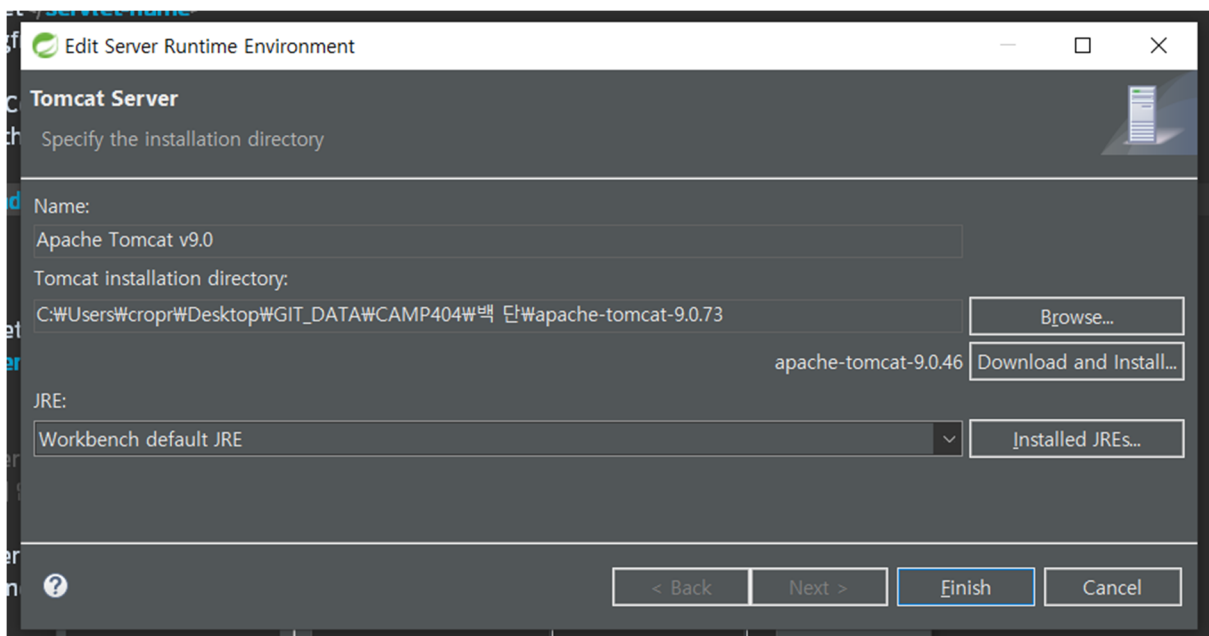 Edit Server Runtime Environment
Tomcat Server
Specify the installation directory
Name:
Apache Tomcat v9.0
Tomcat installation directory:
C:₩Users₩cropr₩Desktop₩GIT_DATA₩CAMP404₩백 단₩apache-tomcat-9.0.73
Browse...
apache-tomcat-9.0.46
Download and Install...
JRE:
Workbench default JRE
Installed JREs...
< Back
Next >
Finish
Cancel